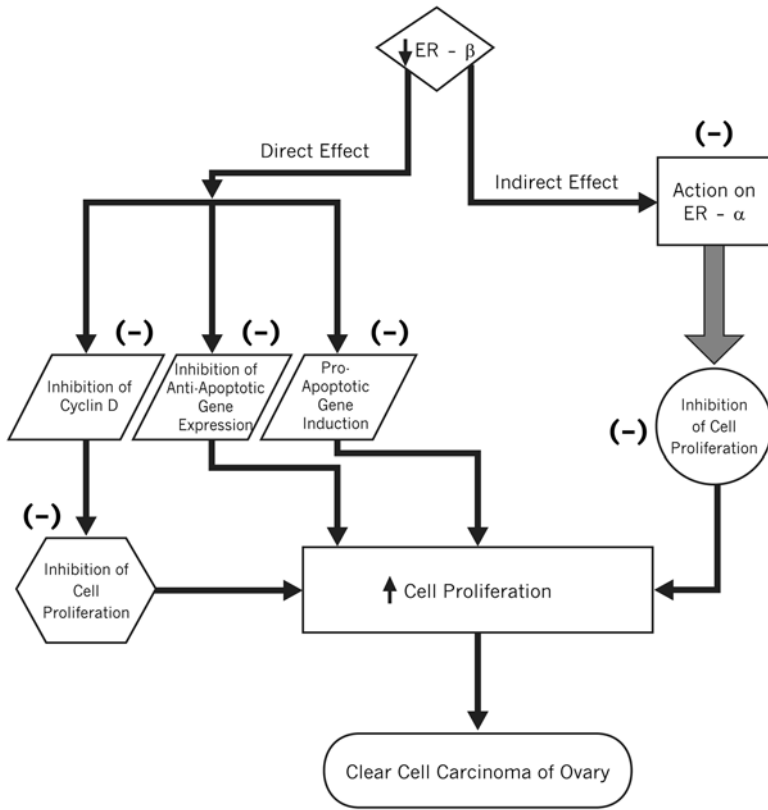 ↓ ER - β
Direct Effect
Indirect Effect
(-)
Action on
ER - α
(-)
Inhibition of
Cyclin D
(-)
Inhibition of
Anti-Apoptotic
Gene
Expression
(-)
Pro-
Apoptotic
Gene
Induction
(-)
Inhibition
of Cell
Proliferation
(-)
Inhibition of
Cell
Proliferation
↑ Cell Proliferation
Clear Cell Carcinoma of Ovary